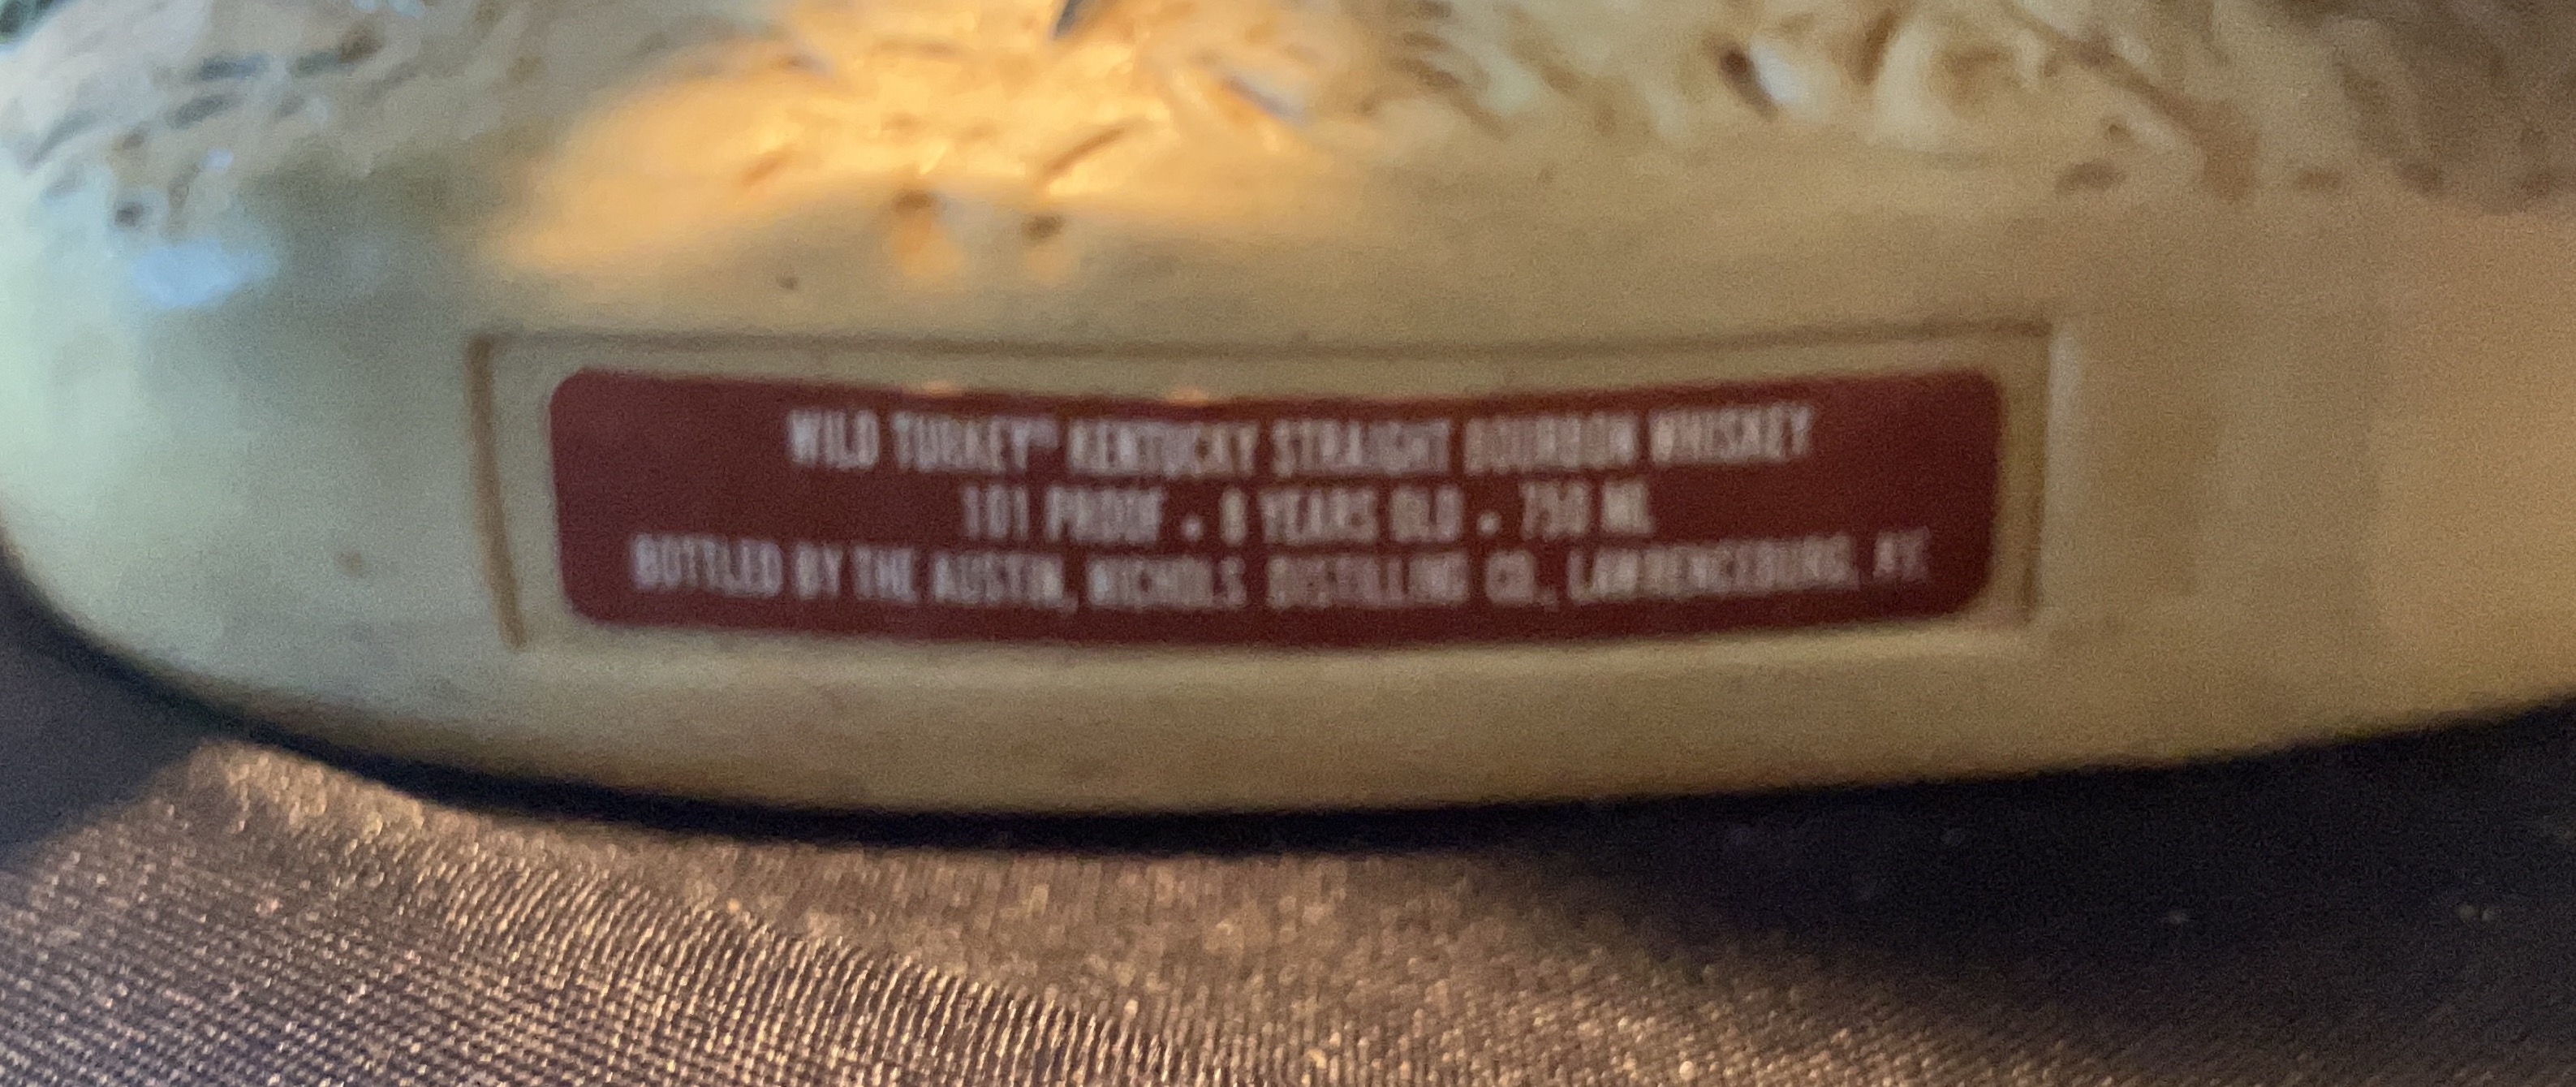 WILD TURKEY® KENTUCKY STRAIGHT BOURBON WHISKEY
101 PROOF • 8 YEARS OLD • 750 ML
BOTTLED BY THE AUSTIN, NICHOLS DISTILLING CO., LAWRENCEBURG, KY